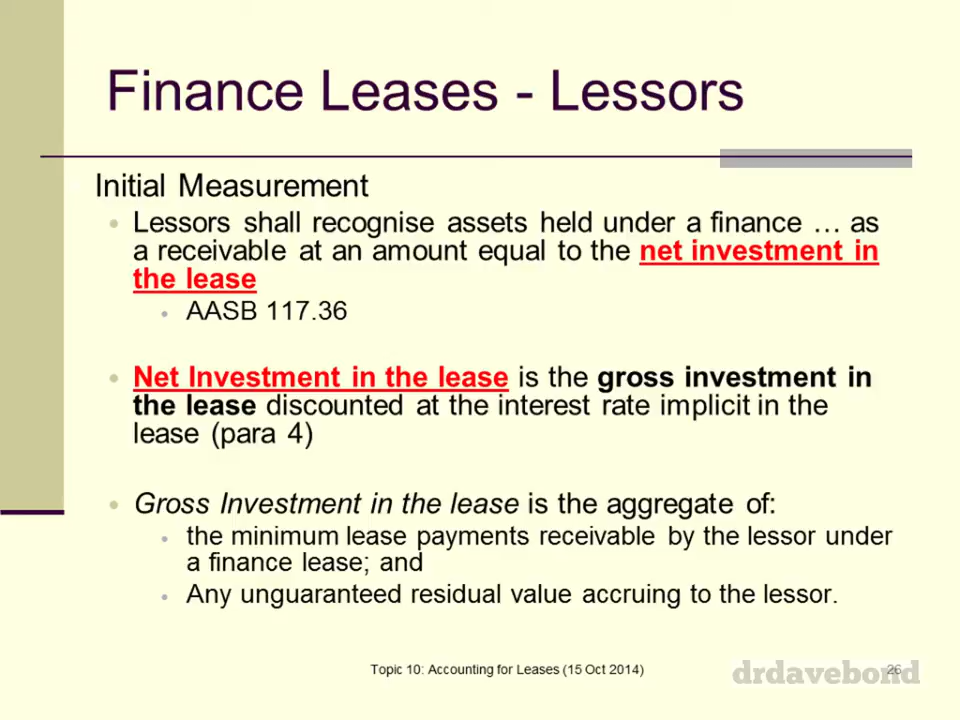 Finance Leases - Lessors
Initial Measurement
Lessors shall recognise assets held under a finance … as
a receivable at an amount equal to the net investment in
the lease
AASB 117.36
Net Investment in the lease is the gross investment in
the lease discounted at the interest rate implicit in the
lease (para 4)
Gross Investment in the lease is the aggregate of:
the minimum lease payments receivable by the lessor under
a finance lease; and
Any unguaranteed residual value accruing to the lessor.
Topic 10: Accounting for Leases (15 Oct 2014)
26
drdavebond